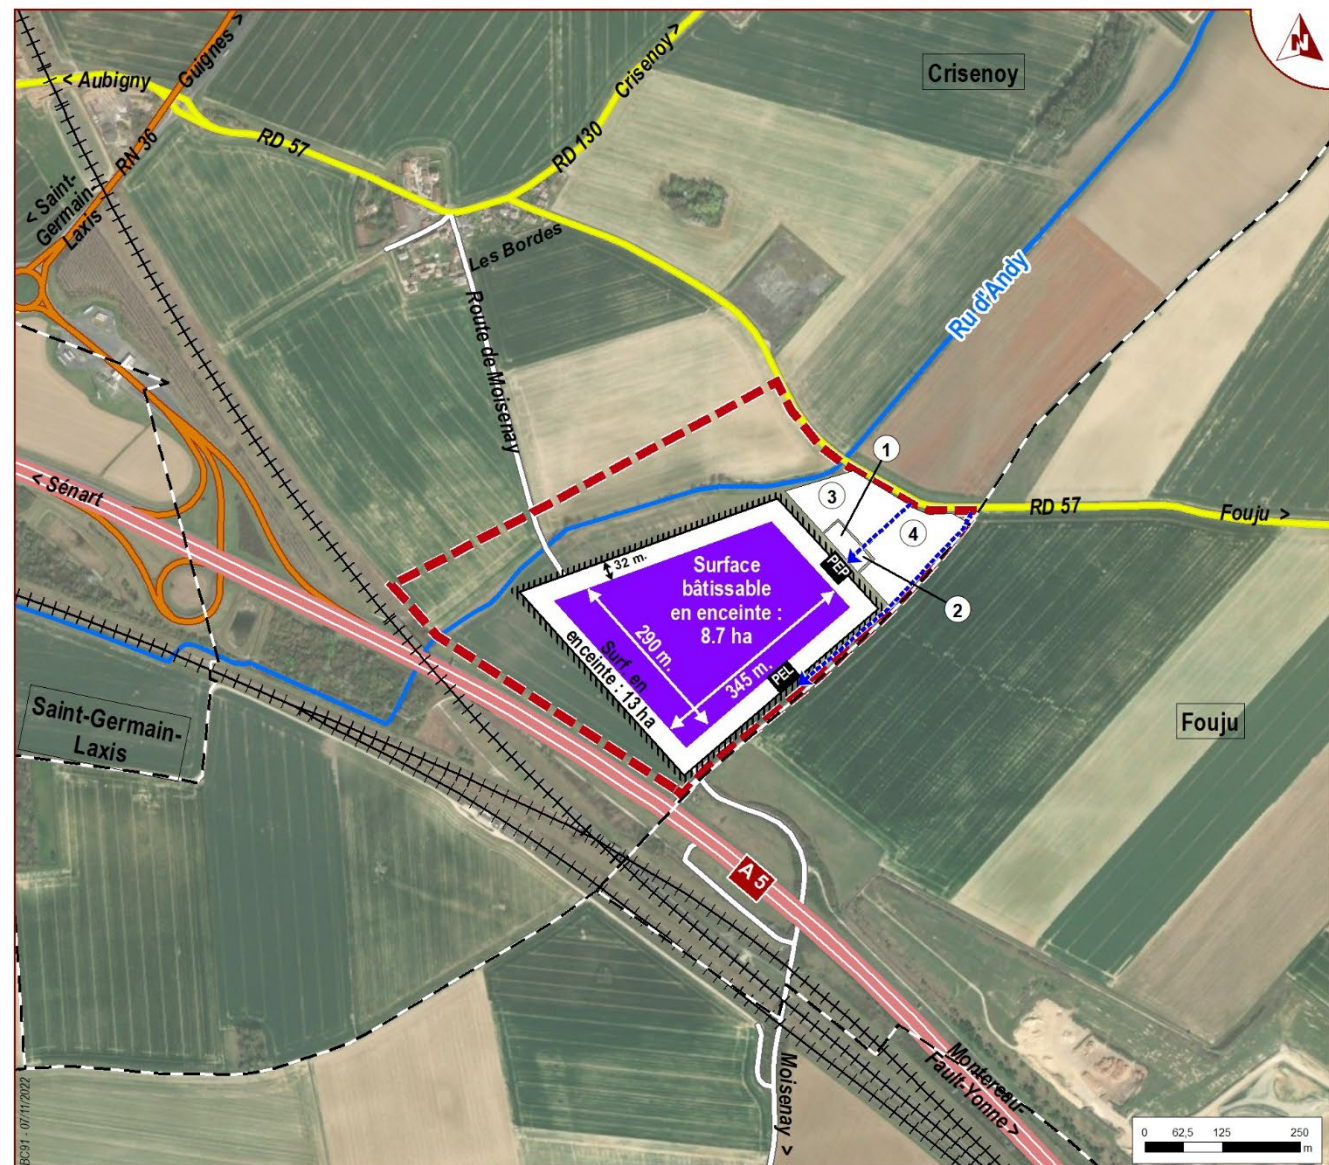 N
Crisenoy
< Aubigny
Guignes >
RN 36
< Saint-
Germain-
Laxis
RD 57
RD 130
Crisenoy >
Les Bordes
Route de Moisenay
Ru d'Andy
< Sénart
1
3
4
RD 57
Fouju >
32 m.
PEP
Surface
bâtissable
en enceinte :
8.7 ha
2
290 m.
345 m.
PEL
Surf. en
enceinte : 13 ha
Saint-Germain-
Laxis
Fouju
A 5
Moisenay >
Montereau-
Fault-Yonne >
BC91 - 07/11/2022
0 62,5 125 250
m